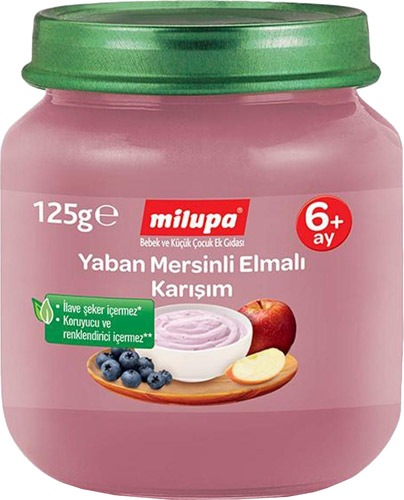 125g℮
milupa®
Bebek ve Küçük Çocuk Ek Gıdası
6+
ay
Yaban Mersinli Elmalı
Karışım
• İlave şeker içermez*
• Koruyucu ve
renklendirici içermez**